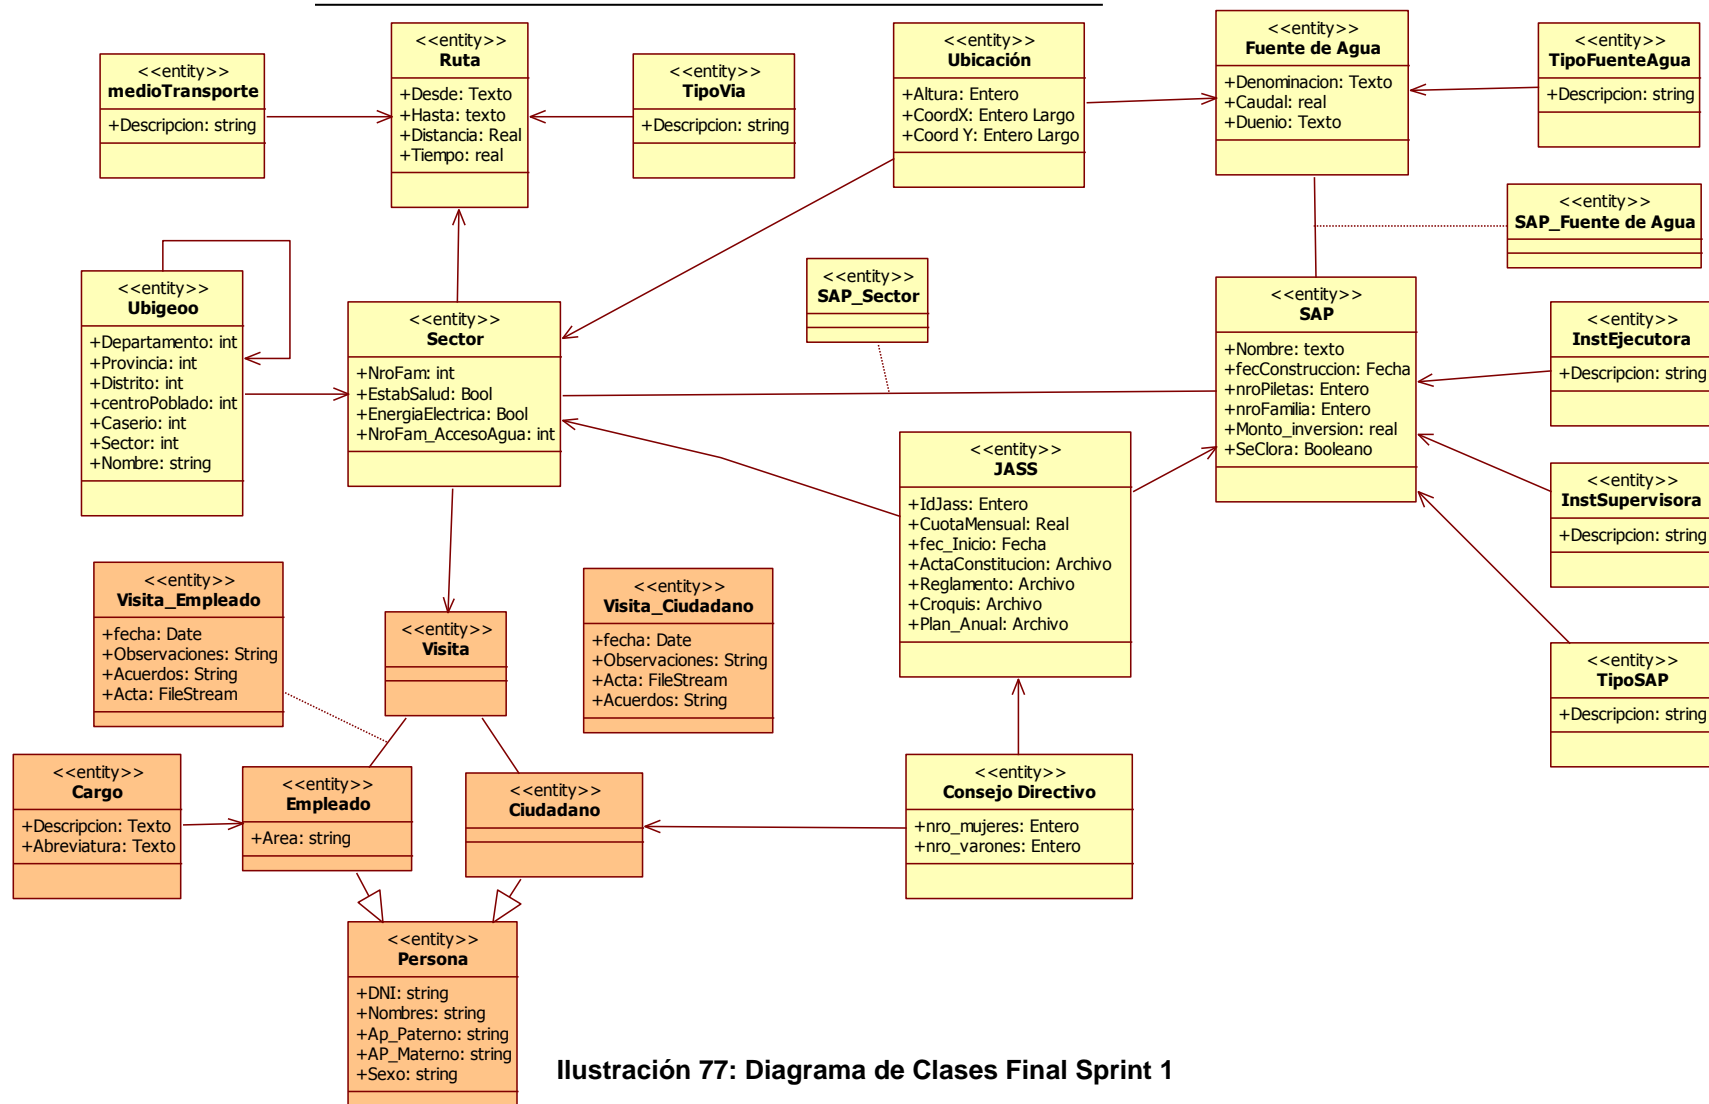 <<entity>>
medioTransporte
+Descripcion: string
<<entity>>
Ruta
+Desde: Texto
+Hasta: texto
+Distancia: Real
+Tiempo: real
<<entity>>
TipoVia
+Descripcion: string
<<entity>>
Ubicación
+Altura: Entero
+CoordX: Entero Largo
+Coord Y: Entero Largo
<<entity>>
Fuente de Agua
+Denominacion: Texto
+Caudal: real
+Duenio: Texto
<<entity>>
TipoFuenteAgua
+Descripcion: string
<<entity>>
SAP_Fuente de Agua
<<entity>>
Ubigeoo
+Departamento: int
+Provincia: int
+Distrito: int
+centroPoblado: int
+Caserio: int
+Sector: int
+Nombre: string
<<entity>>
Sector
+NroFam: int
+EstabSalud: Bool
+EnergiaElectrica: Bool
+NroFam_AccesoAgua: int
<<entity>>
SAP_Sector
<<entity>>
SAP
+Nombre: texto
+fecConstruccion: Fecha
+nroPiletas: Entero
+nroFamilia: Entero
+Monto_inversion: real
+SeClora: Booleano
<<entity>>
InstEjecutora
+Descripcion: string
<<entity>>
JASS
+IdJass: Entero
+CuotaMensual: Real
+fec_Inicio: Fecha
+ActaConstitucion: Archivo
+Reglamento: Archivo
+Croquis: Archivo
+Plan_Anual: Archivo
<<entity>>
InstSupervisora
+Descripcion: string
<<entity>>
Visita_Empleado
+fecha: Date
+Observaciones: String
+Acuerdos: String
+Acta: FileStream
<<entity>>
Visita
<<entity>>
Visita_Ciudadano
+fecha: Date
+Observaciones: String
+Acta: FileStream
+Acuerdos: String
<<entity>>
TipoSAP
+Descripcion: string
<<entity>>
Cargo
+Descripcion: Texto
+Abreviatura: Texto
<<entity>>
Empleado
+Area: string
<<entity>>
Ciudadano
<<entity>>
Consejo Directivo
+nro_mujeres: Entero
+nro_varones: Entero
<<entity>>
Persona
+DNI: string
+Nombres: string
+Ap_Paterno: string
+AP_Materno: string
+Sexo: string
Ilustración 77: Diagrama de Clases Final Sprint 1